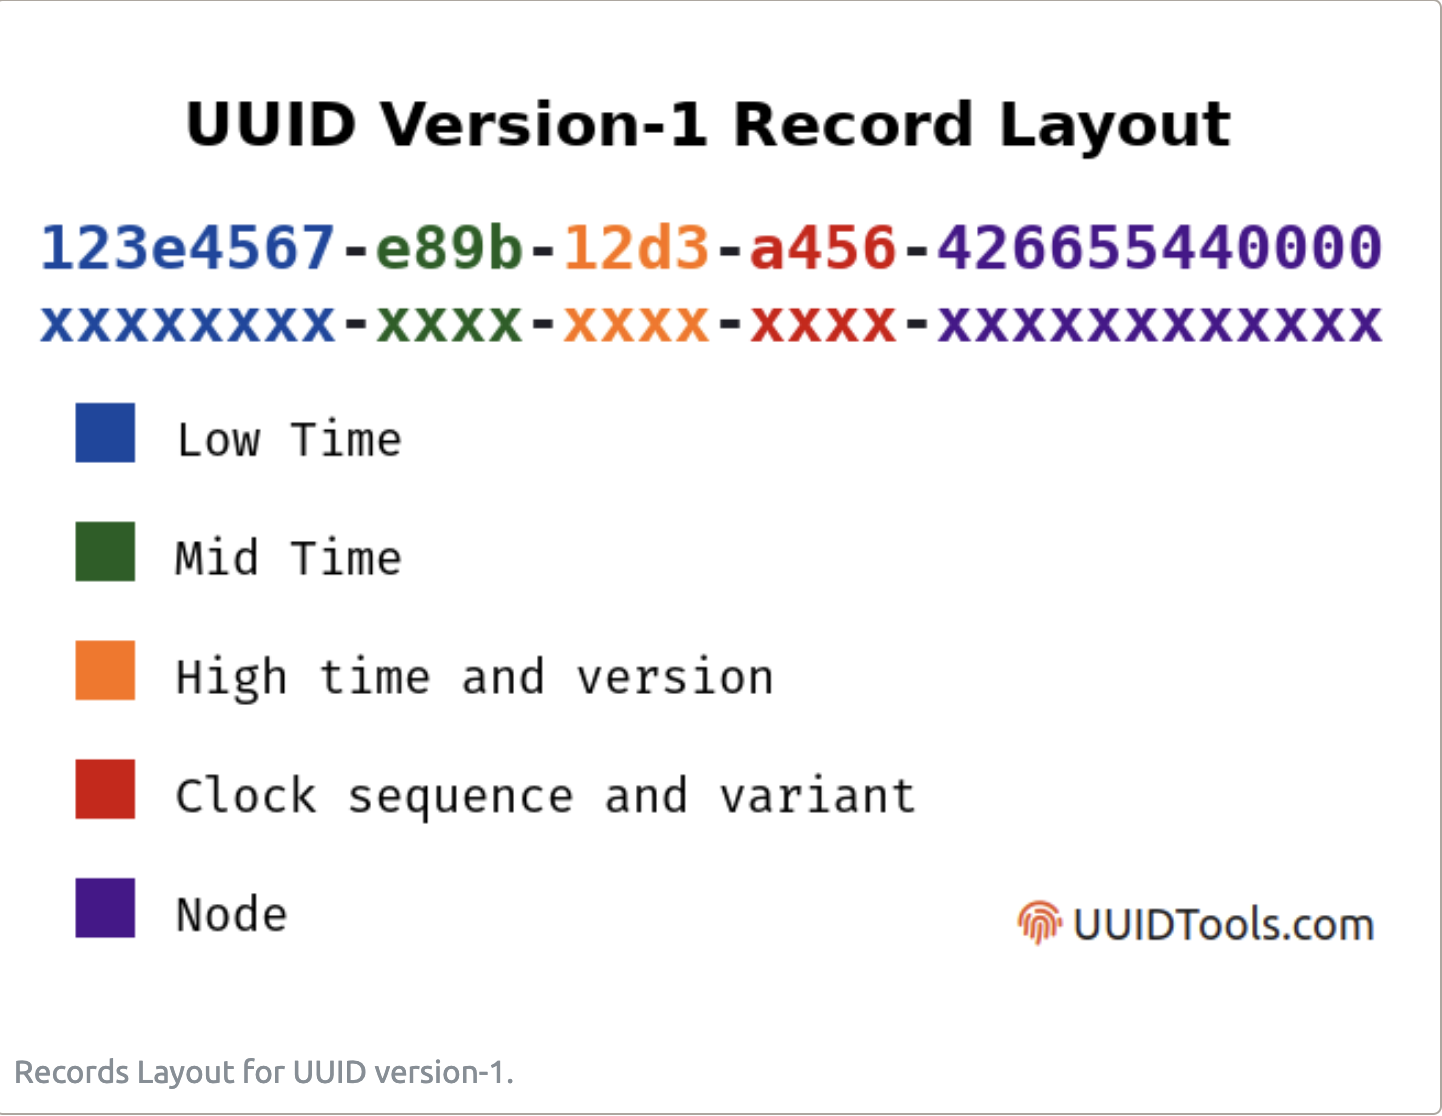 UUID Version-1 Record Layout
123e4567-e89b-12d3-a456-426655440000
xxxxxxxx-xxxx-xxxx-xxxx-xxxxxxxxxxxx
Low Time
Mid Time
High time and version
Clock sequence and variant
Node
UUIDTools.com
Records Layout for UUID version-1.